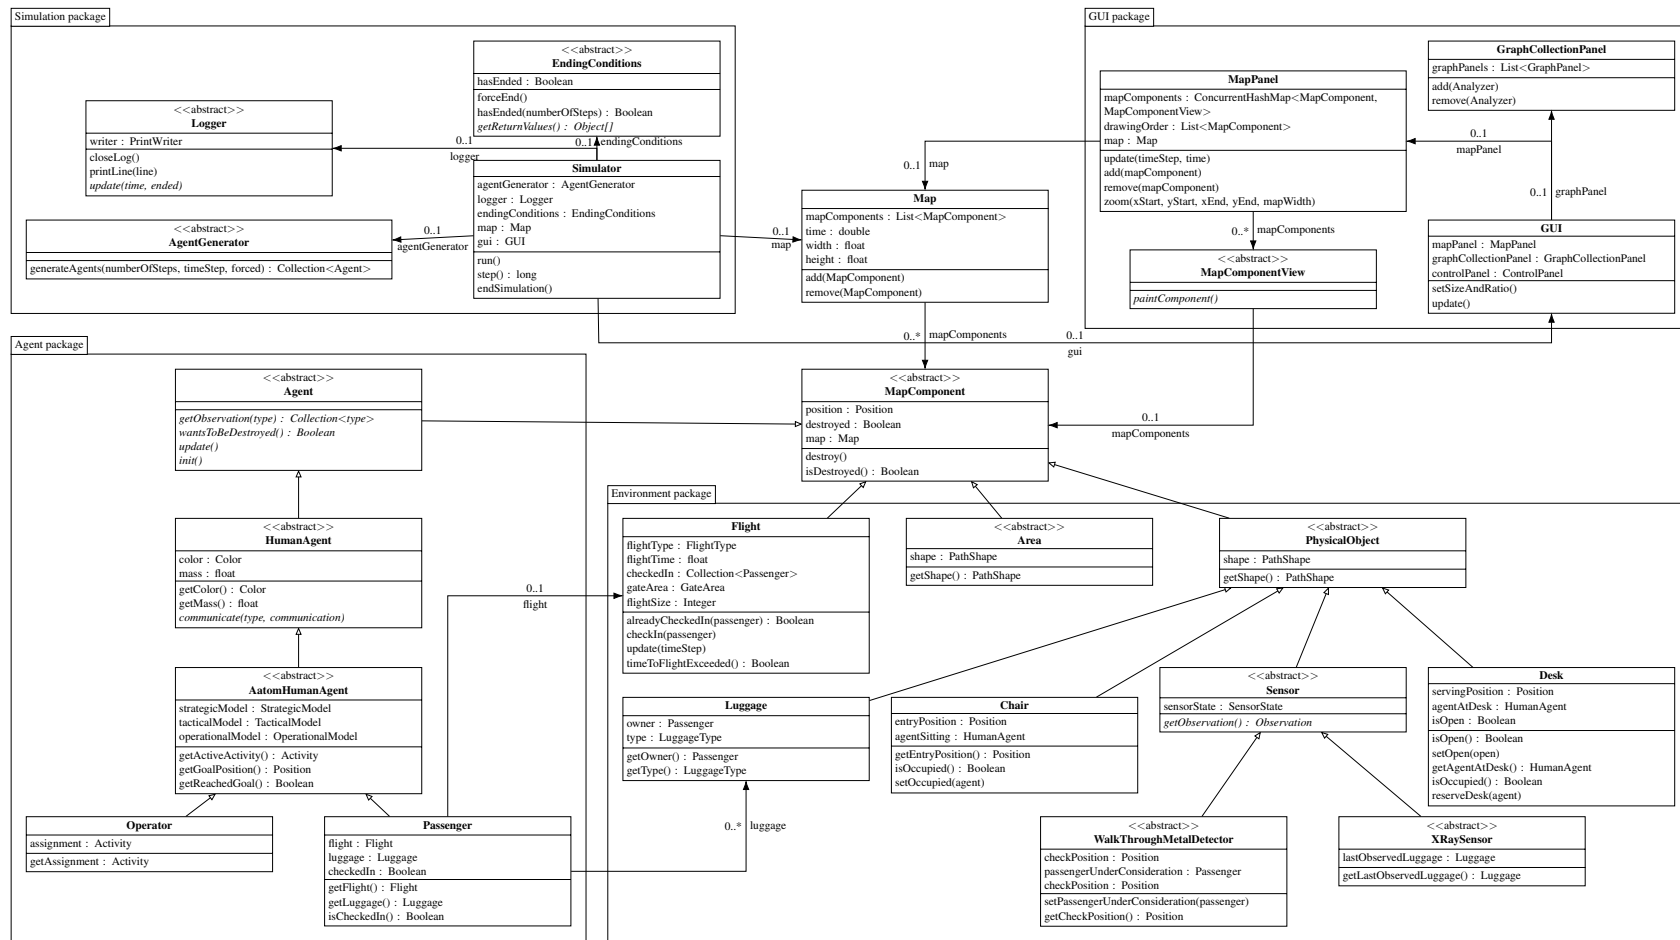 Simulation package
<<abstract>>
EndingConditions
hasEnded : Boolean
forceEnd()
hasEnded(numberOfSteps) : Boolean
getReturnValues() : Object[]
<<abstract>>
Logger
writer : PrintWriter
closeLog()
printLine(line)
update(time, ended)
0..1
logger
0..1
endingConditions
Simulator
agentGenerator : AgentGenerator
logger : Logger
endingConditions : EndingConditions
map : Map
gui : GUI
run()
step() : long
endSimulation()
<<abstract>>
AgentGenerator
generateAgents(numberOfSteps, timeStep, forced) : Collection<Agent>
0..1
agentGenerator
0..1
map
GUI package
GraphCollectionPanel
graphPanels : List<GraphPanel>
add(Analyzer)
remove(Analyzer)
MapPanel
mapComponents : ConcurrentHashMap<MapComponent,
MapComponentView>
drawingOrder : List<MapComponent>
map : Map
update(timeStep, time)
add(mapComponent)
remove(mapComponent)
zoom(xStart, yStart, xEnd, yEnd, mapWidth)
0..1
mapPanel
0..1
graphPanel
0..1
map
Map
mapComponents : List<MapComponent>
time : double
width : float
height : float
add(MapComponent)
remove(MapComponent)
0..*
mapComponents
<<abstract>>
MapComponentView
paintComponent()
GUI
mapPanel : MapPanel
graphCollectionPanel : GraphCollectionPanel
controlPanel : ControlPanel
setSizeAndRatio()
update()
0..*
mapComponents
0..1
gui
Agent package
<<abstract>>
Agent
getObservation(type) : Collection<type>
wantsToBeDestroyed() : Boolean
update()
init()
<<abstract>>
MapComponent
position : Position
destroyed : Boolean
map : Map
destroy()
isDestroyed() : Boolean
0..1
mapComponents
<<abstract>>
HumanAgent
color : Color
mass : float
getColor() : Color
getMass() : float
communicate(type, communication)
0..1
flight
<<abstract>>
AatomHumanAgent
strategicModel : StrategicModel
tacticalModel : TacticalModel
operationalModel : OperationalModel
getActiveActivity() : Activity
getGoalPosition() : Position
getReachedGoal() : Boolean
Operator
assignment : Activity
getAssignment : Activity
Passenger
flight : Flight
luggage : Luggage
checkedIn : Boolean
getFlight() : Flight
getLuggage() : Luggage
isCheckedIn() : Boolean
0..*
luggage
Environment package
Flight
flightType : FlightType
flightTime : float
checkedIn : Collection<Passenger>
gateArea : GateArea
flightSize : Integer
alreadyCheckedIn(passenger) : Boolean
checkIn(passenger)
update(timeStep)
timeToFlightExceeded() : Boolean
<<abstract>>
Area
shape : PathShape
getShape() : PathShape
<<abstract>>
PhysicalObject
shape : PathShape
getShape() : PathShape
Luggage
owner : Passenger
type : LuggageType
getOwner() : Passenger
getType() : LuggageType
Chair
entryPosition : Position
agentSitting : HumanAgent
getEntryPosition() : Position
isOccupied() : Boolean
setOccupied(agent)
<<abstract>>
Sensor
sensorState : SensorState
getObservation() : Observation
Desk
servingPosition : Position
agentAtDesk : HumanAgent
isOpen : Boolean
isOpen() : Boolean
setOpen(open)
getAgentAtDesk() : HumanAgent
isOccupied() : Boolean
reserveDesk(agent)
<<abstract>>
WalkThroughMetalDetector
checkPosition : Position
passengerUnderConsideration : Passenger
checkPosition : Position
setPassengerUnderConsideration(passenger)
getCheckPosition() : Position
<<abstract>>
XRaySensor
lastObservedLuggage : Luggage
getLastObservedLuggage() : Luggage